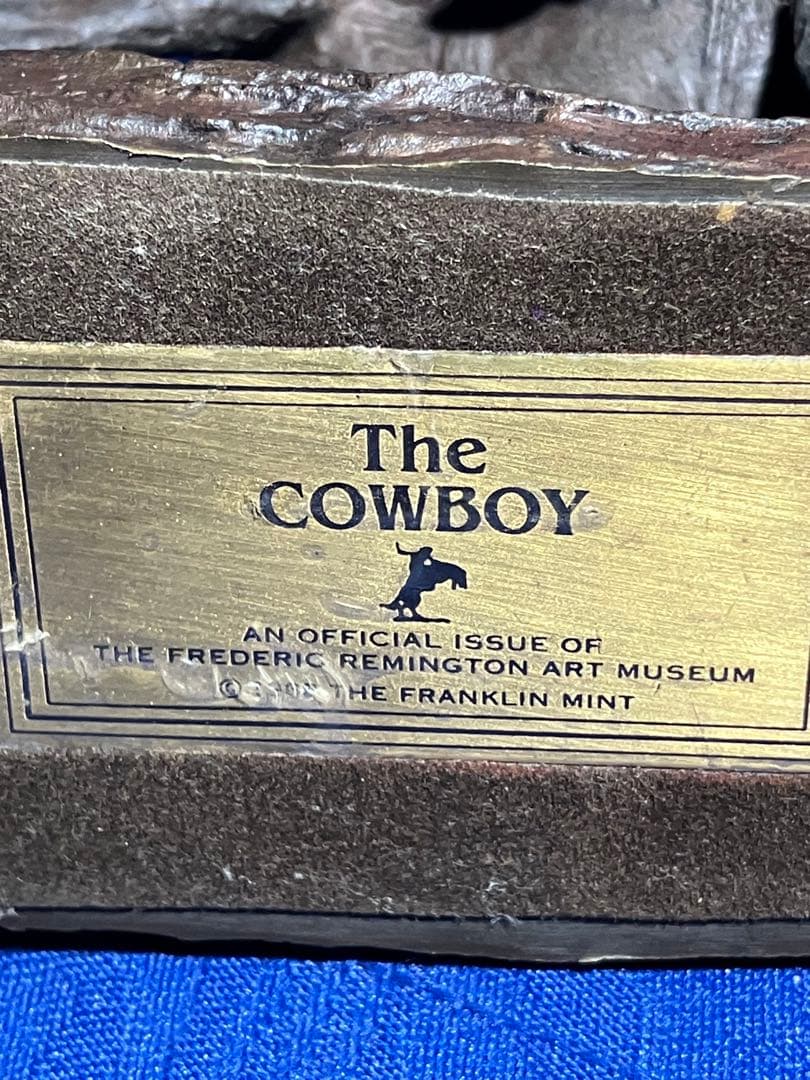 The
COWBOY
AN OFFICIAL ISSUE OF
THE FREDERIC REMINGTON ART MUSEUM
© THE FRANKLIN MINT